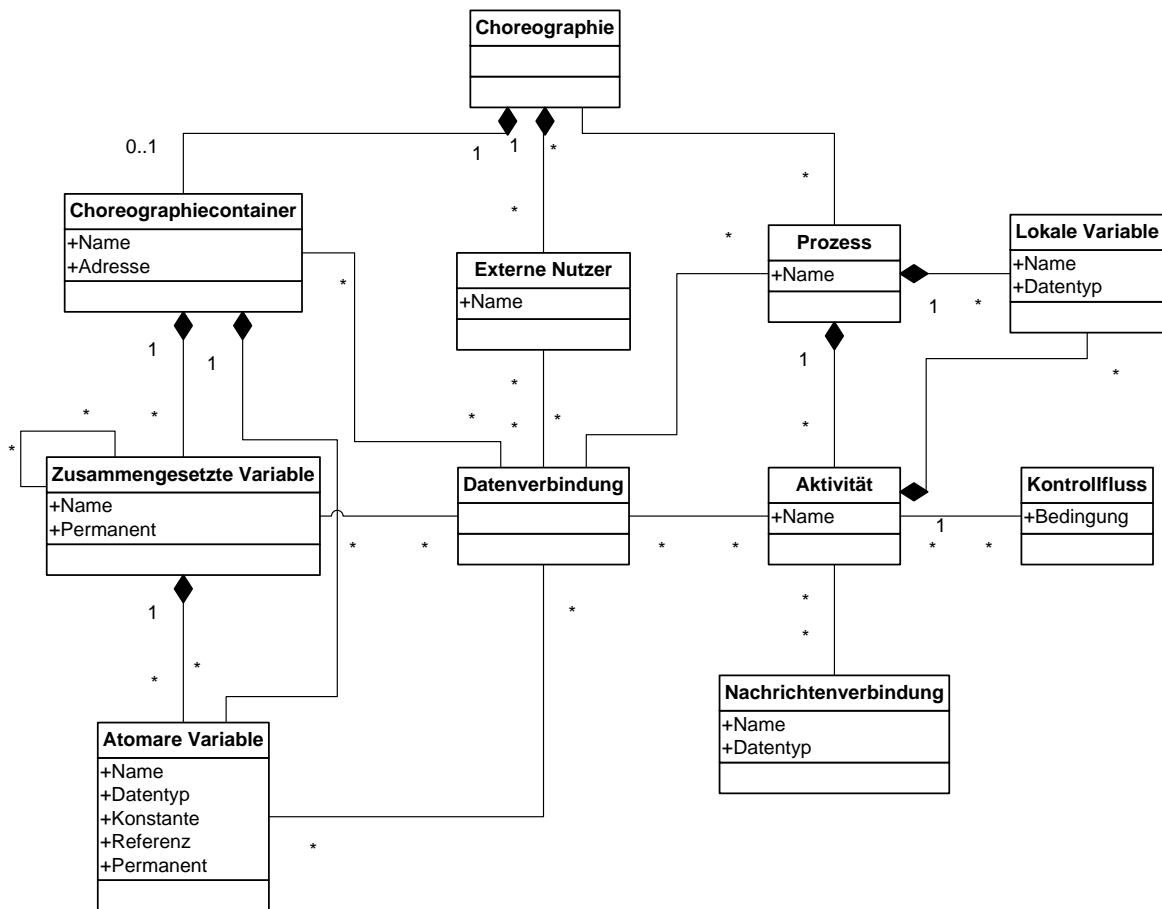 Choreographie
0..1
1
1
*
*
*
*
Choreographiecontainer
+Name
+Adresse
*
Externe Nutzer
+Name
Prozess
+Name
1
*
Lokale Variable
+Name
+Datentyp
1
1
*
*
1
*
*
*
*
*
*
*
Zusammengesetzte Variable
+Name
+Permanent
Datenverbindung
Aktivität
+Name
1
Kontrollfluss
+Bedingung
*
*
*
*
*
*
1
*
*
*
*
*
Nachrichtenverbindung
+Name
+Datentyp
Atomare Variable
+Name
+Datentyp
+Konstante
+Referenz
+Permanent
*